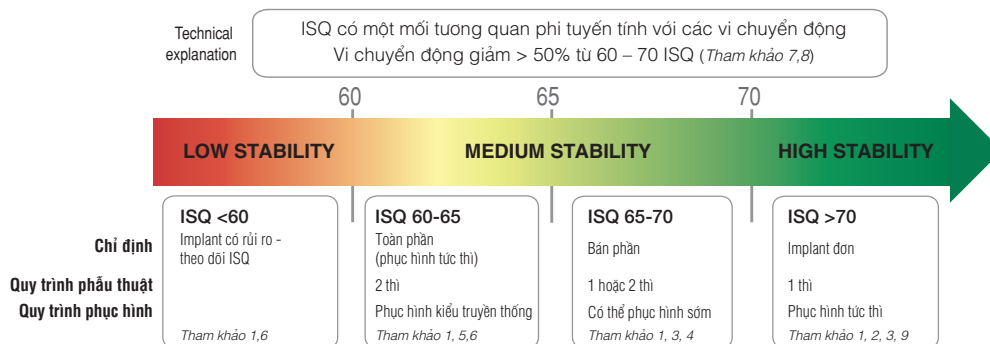 Technical
explanation
ISQ có một mối tương quan phi tuyến tính với các vi chuyển động
Vi chuyển động giảm > 50% từ 60 – 70 ISQ (Tham khảo 7,8)
60 65 70
LOW STABILITY MEDIUM STABILITY HIGH STABILITY
ISQ <60 ISQ 60-65 ISQ 65-70 ISQ >70
Chỉ định
Implant có rủi ro -
theo dõi ISQ
Toàn phần
(phục hình tức thì)
Bán phần
Implant đơn
Quy trình phẫu thuật
2 thì
1 hoặc 2 thì
1 thì
Quy trình phục hình
Phục hình kiểu truyền thống
Có thể phục hình sớm
Phục hình tức thì
Tham khảo 1,6
Tham khảo 1, 5,6
Tham khảo 1, 3, 4
Tham khảo 1, 2, 3, 9